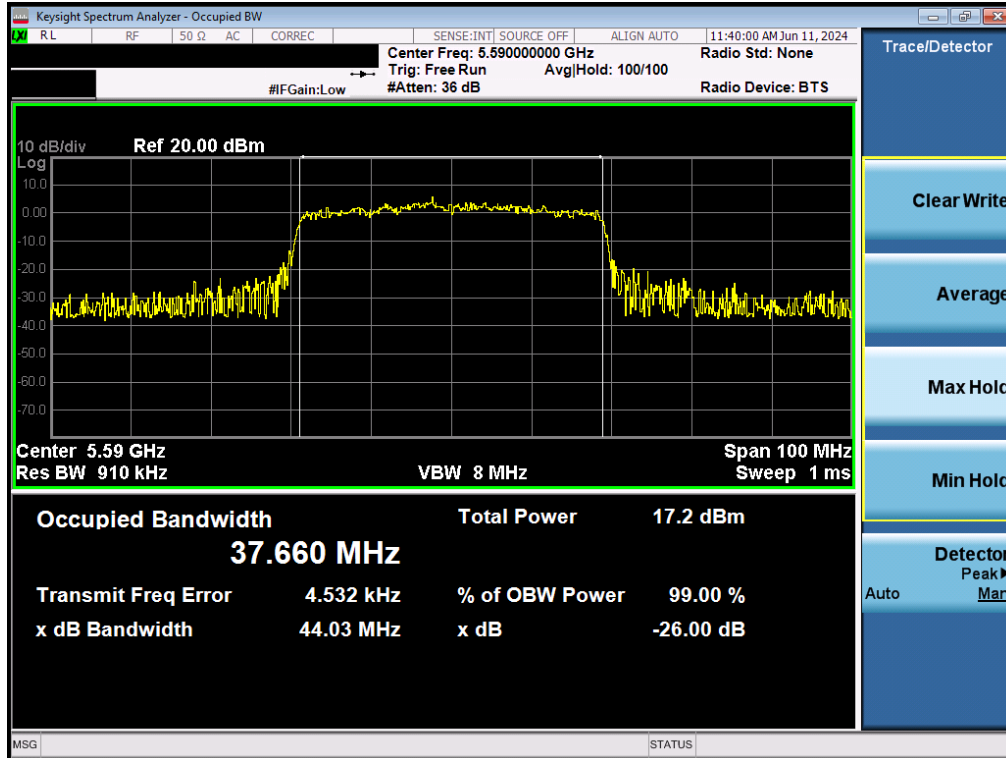 Keysight Spectrum Analyzer - Occupied BW
LXI RL RF 50 Ω AC CORREC SENSE:INT SOURCE OFF ALIGN AUTO 11:40:00 AM Jun 11, 2024
Center Freq: 5.590000000 GHz Radio Std: None
Trig: Free Run Avg|Hold: 100/100
#IFGain:Low #Atten: 36 dB Radio Device: BTS
Trace/Detector
10 dB/div Ref 20.00 dBm
Log
10.0
0.00
-10.0
-20.0
-30.0
-40.0
-50.0
-60.0
-70.0
Center 5.59 GHz Span 100 MHz
Res BW 910 kHz VBW 8 MHz Sweep 1 ms
Occupied Bandwidth Total Power 17.2 dBm
37.660 MHz
Transmit Freq Error 4.532 kHz % of OBW Power 99.00 %
x dB Bandwidth 44.03 MHz x dB -26.00 dB
Clear Write
Average
Max Hold
Min Hold
Detector
Peak
Auto Man
MSG STATUS